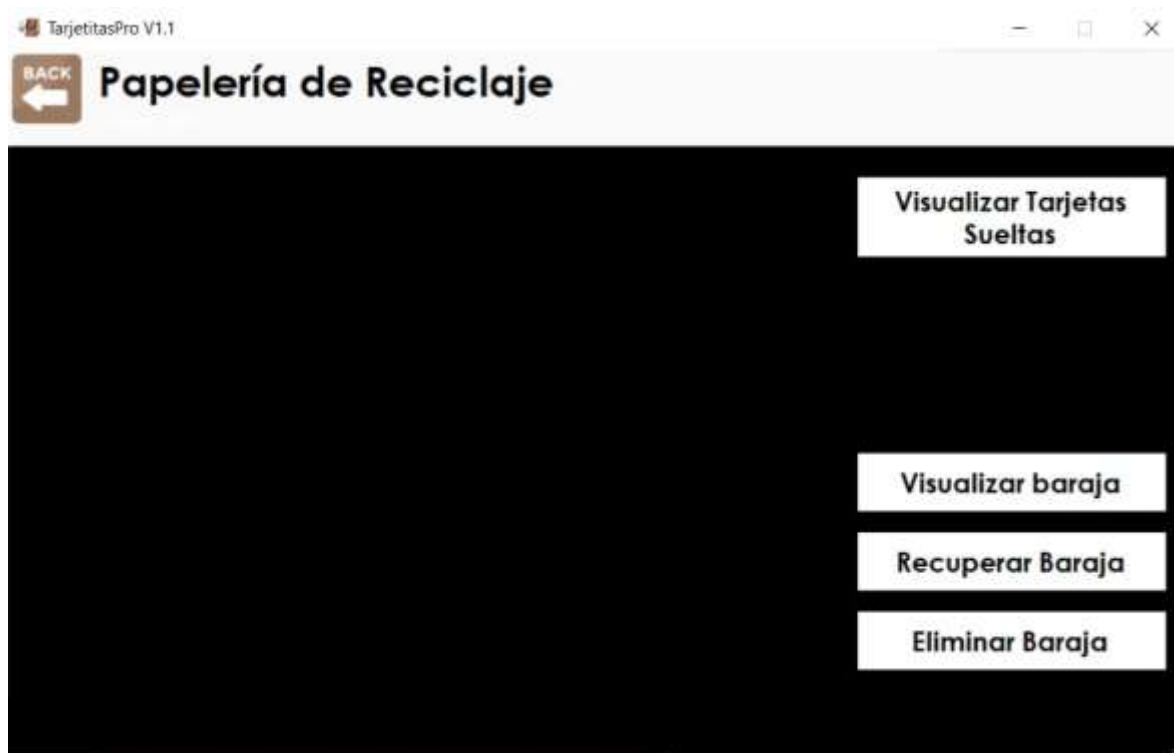 TarjetitasPro V1.1
BACK
Papelería de Reciclaje
Visualizar Tarjetas
Sueltas
Visualizar baraja
Recuperar Baraja
Eliminar Baraja